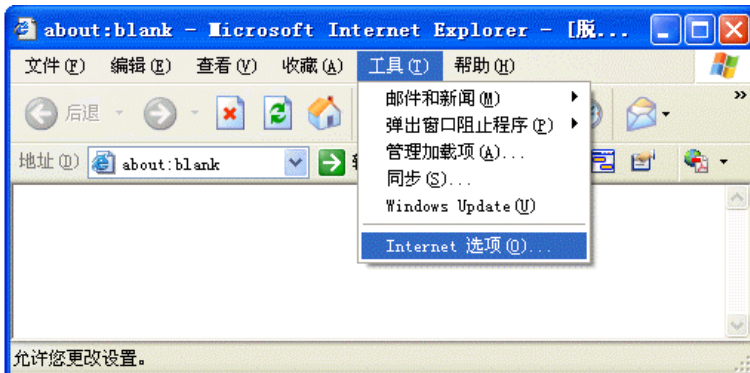 about:blank - Microsoft Internet Explorer - [脱...
文件(F) 编辑(E) 查看(V) 收藏(A) 工具(T) 帮助(H)
后退
邮件和新闻(M)
弹出窗口阻止程序(P)
管理加载项(A)...
同步(S)...
Windows Update(U)
Internet 选项(O)...
地址(D) about:blank
允许您更改设置。